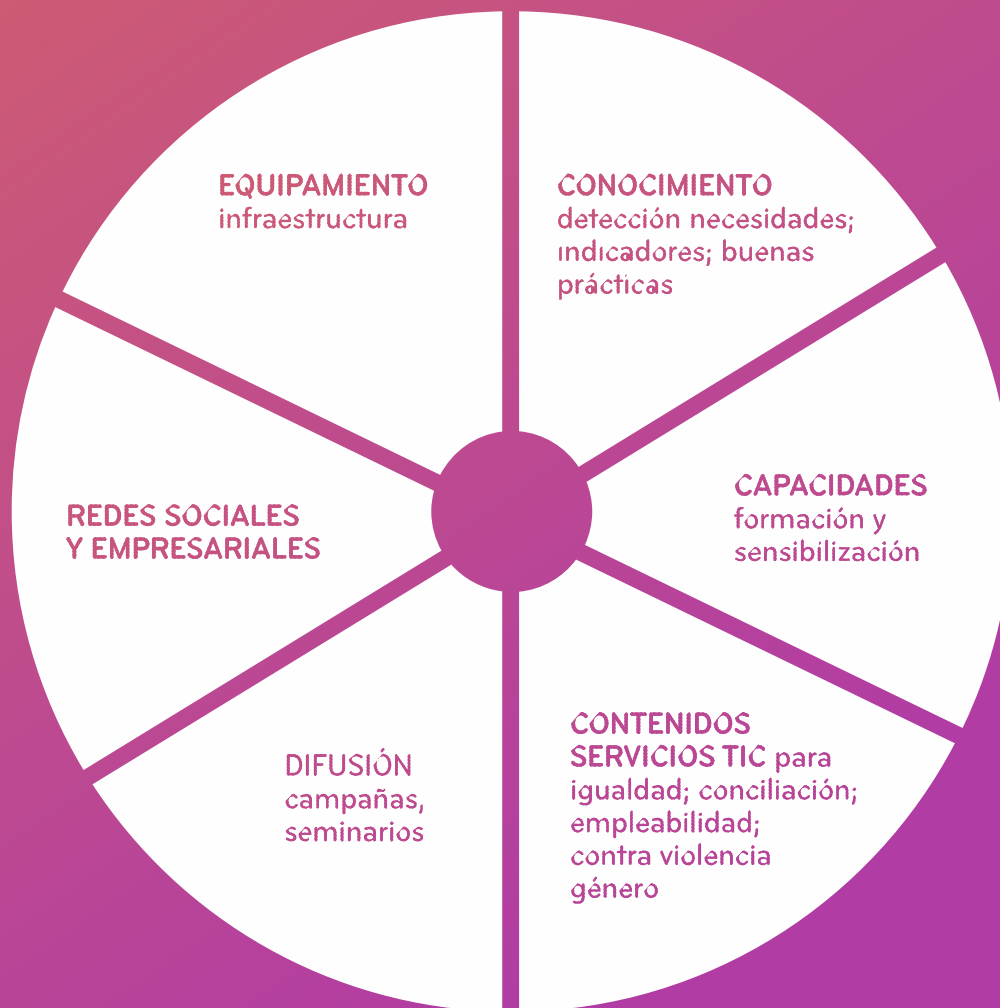 EQUIPAMIENTO
infraestructura
CONOCIMIENTO
detección necesidades;
indicadores; buenas
prácticas
REDES SOCIALES
Y EMPRESARIALES
CAPACIDADES
formación y
sensibilización
DIFUSIÓN
campañas,
seminarios
CONTENIDOS
SERVICIOS TIC para
igualdad; conciliación;
empleabilidad;
contra violencia
género